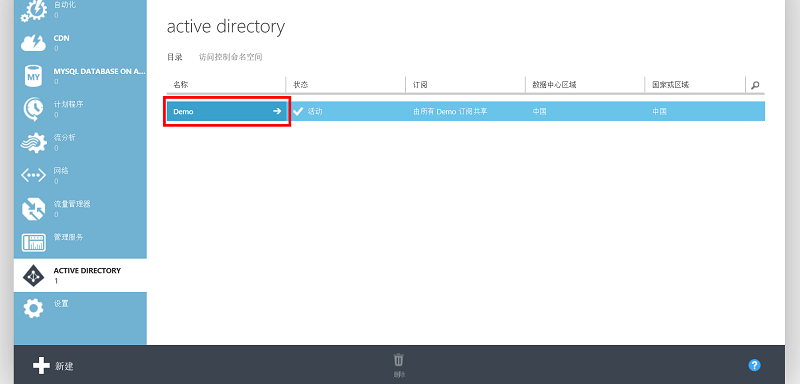 自动化
0
CDN
0
MYSQL DATABASE ON A...
MY
0
计划程序
0
流分析
0
网络
0
流量管理器
0
管理服务
ACTIVE DIRECTORY
1
设置
active directory
目录 访问控制命名空间
名称 状态 订阅 数据中心区域 国家或区域
Demo 活动 由所有 Demo 订阅共享 中国 中国
新建 删除 ?